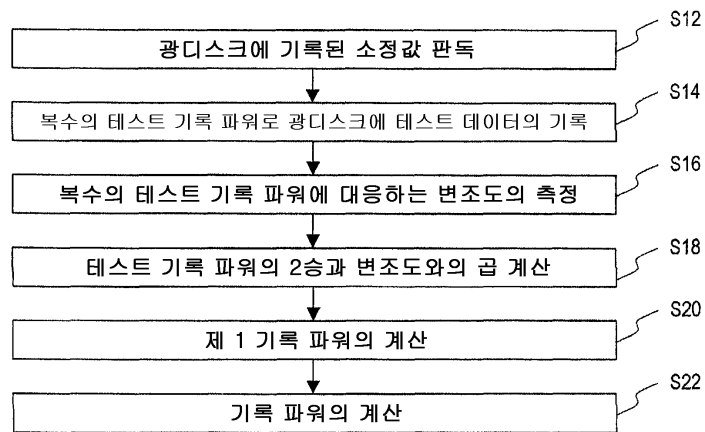 S12
광디스크에 기록된 소정값 판독
S14
복수의 테스트 기록 파워로 광디스크에 테스트 데이터의 기록
S16
복수의 테스트 기록 파워에 대응하는 변조도의 측정
S18
테스트 기록 파워의 2승과 변조도와의 곱 계산
S20
제 1 기록 파워의 계산
S22
기록 파워의 계산